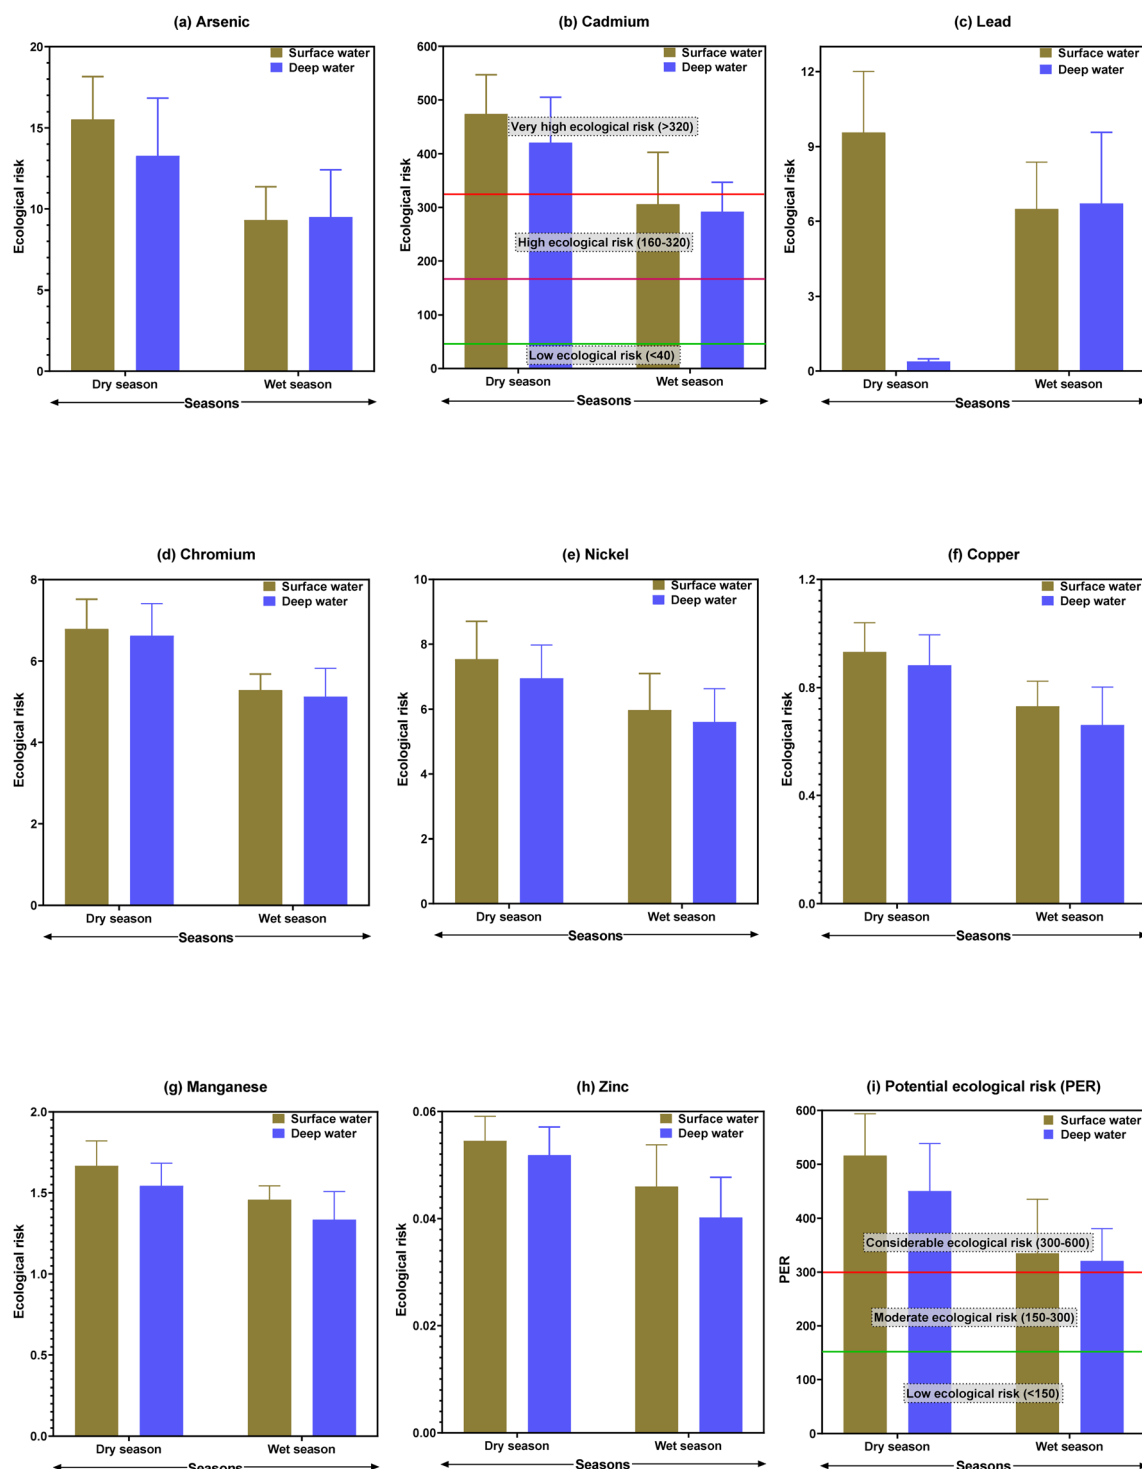 (a) Arsenic
Surface water
Deep water
Ecological risk
20
15
10
5
0
Dry season
Wet season
Seasons
(b) Cadmium
Surface water
Deep water
Ecological risk
600
500
400
300
200
100
0
Very high ecological risk (>320)
High ecological risk (160-320)
Low ecological risk (<40)
Dry season
Wet season
Seasons
(c) Lead
Surface water
Deep water
Ecological risk
12
9
6
3
0
Dry season
Wet season
Seasons
(d) Chromium
Surface water
Deep water
Ecological risk
8
6
4
2
0
Dry season
Wet season
Seasons
(e) Nickel
Surface water
Deep water
Ecological risk
10
8
6
4
2
0
Dry season
Wet season
Seasons
(f) Copper
Surface water
Deep water
Ecological risk
1.2
0.8
0.4
0.0
Dry season
Wet season
Seasons
(g) Manganese
Surface water
Deep water
Ecological risk
2.0
1.5
1.0
0.5
0.0
Dry season
Wet season
Seasons
(h) Zinc
Surface water
Deep water
Ecological risk
0.06
0.04
0.02
0.00
Dry season
Wet season
Seasons
(i) Potential ecological risk (PER)
Surface water
Deep water
PER
600
500
400
300
200
100
0
Considerable ecological risk (300-600)
Moderate ecological risk (150-300)
Low ecological risk (<150)
Dry season
Wet season
Seasons